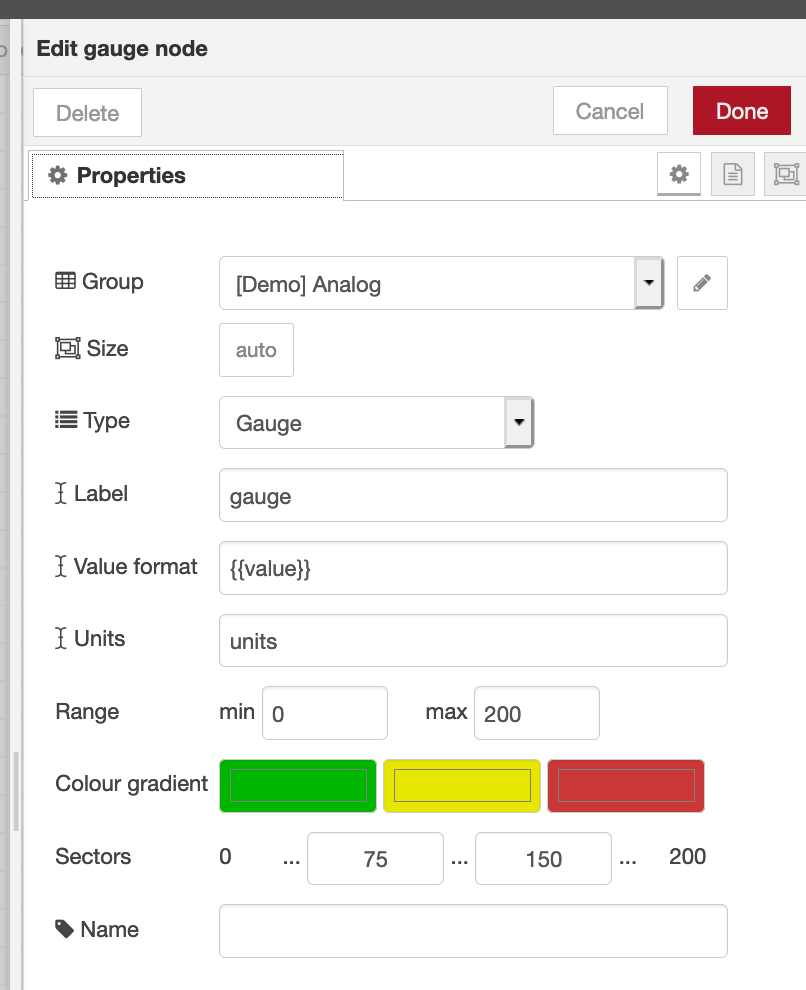 Edit gauge node
Delete Cancel Done
Properties
Group [Demo] Analog
Size auto
Type Gauge
Label gauge
Value format {{value}}
Units units
Range min 0 max 200
Colour gradient
Sectors 0 ... 75 ... 150 ... 200
Name